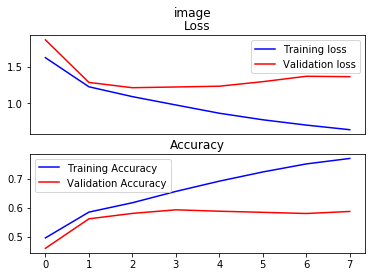 image
Loss
Training loss
Validation loss
1.5
1.0
Accuracy
Training Accuracy
Validation Accuracy
0.7
0.6
0.5
0 1 2 3 4 5 6 7